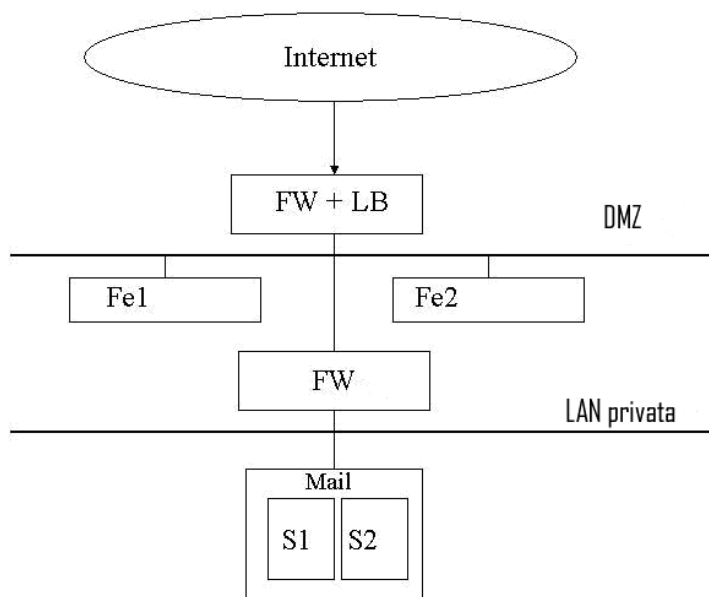 Internet
FW + LB
DMZ
Fe1
Fe2
FW
LAN privata
Mail
S1
S2